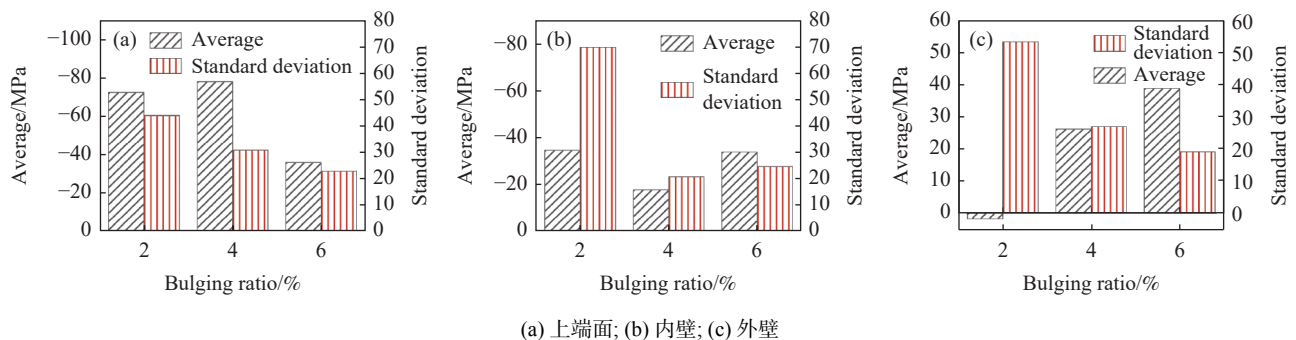 (a)
Average
Standard deviation
Average/MPa
−100
−80
−60
−40
−20
0
80
70
60
50
40
30
20
10
0
Standard deviation
2
4
6
Bulging ratio/%
(b)
Average
Standard
deviation
Average/MPa
−80
−60
−40
−20
0
80
70
60
50
40
30
20
10
0
Standard deviation
2
4
6
Bulging ratio/%
(c)
Standard
deviation
Average
Average/MPa
60
50
40
30
20
10
0
60
50
40
30
20
10
0
Standard deviation
2
4
6
Bulging ratio/%
(a) 上端面; (b) 内壁; (c) 外壁